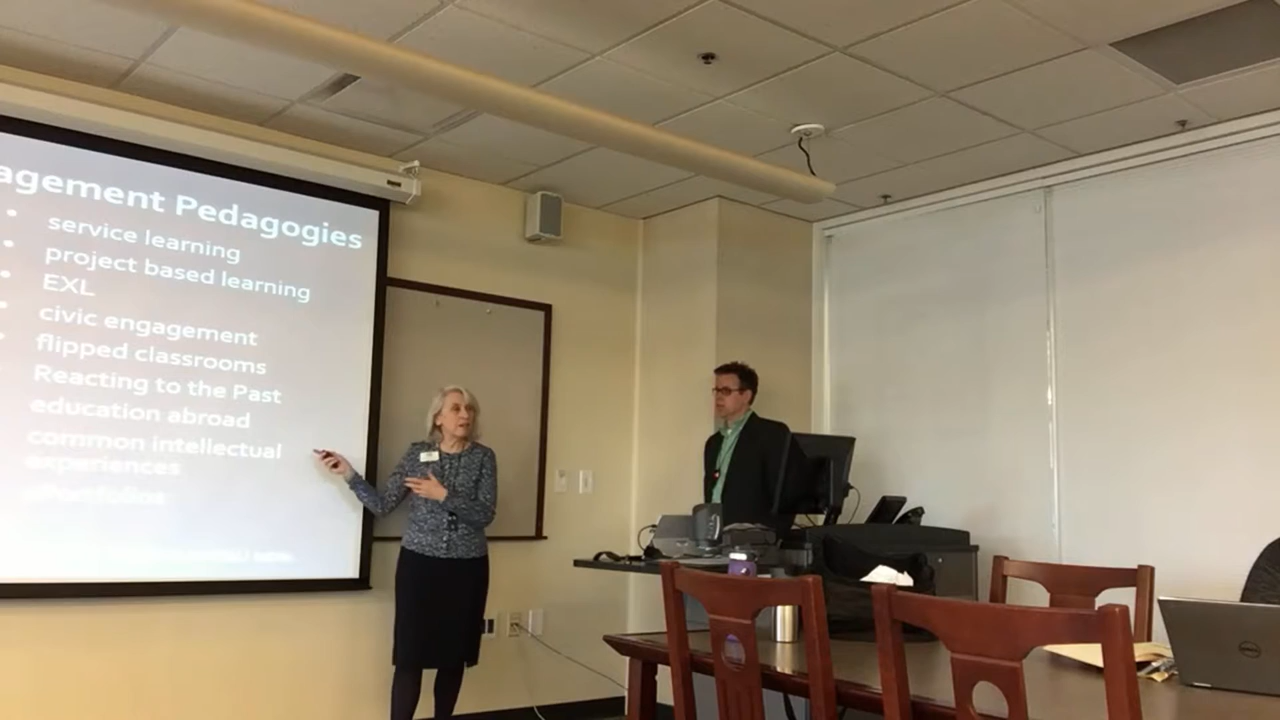 agement Pedagogies
service learning
project based learning
EXL
civic engagement
flipped classrooms
Reacting to the Past
education abroad
common intellectual
experiences
DELL